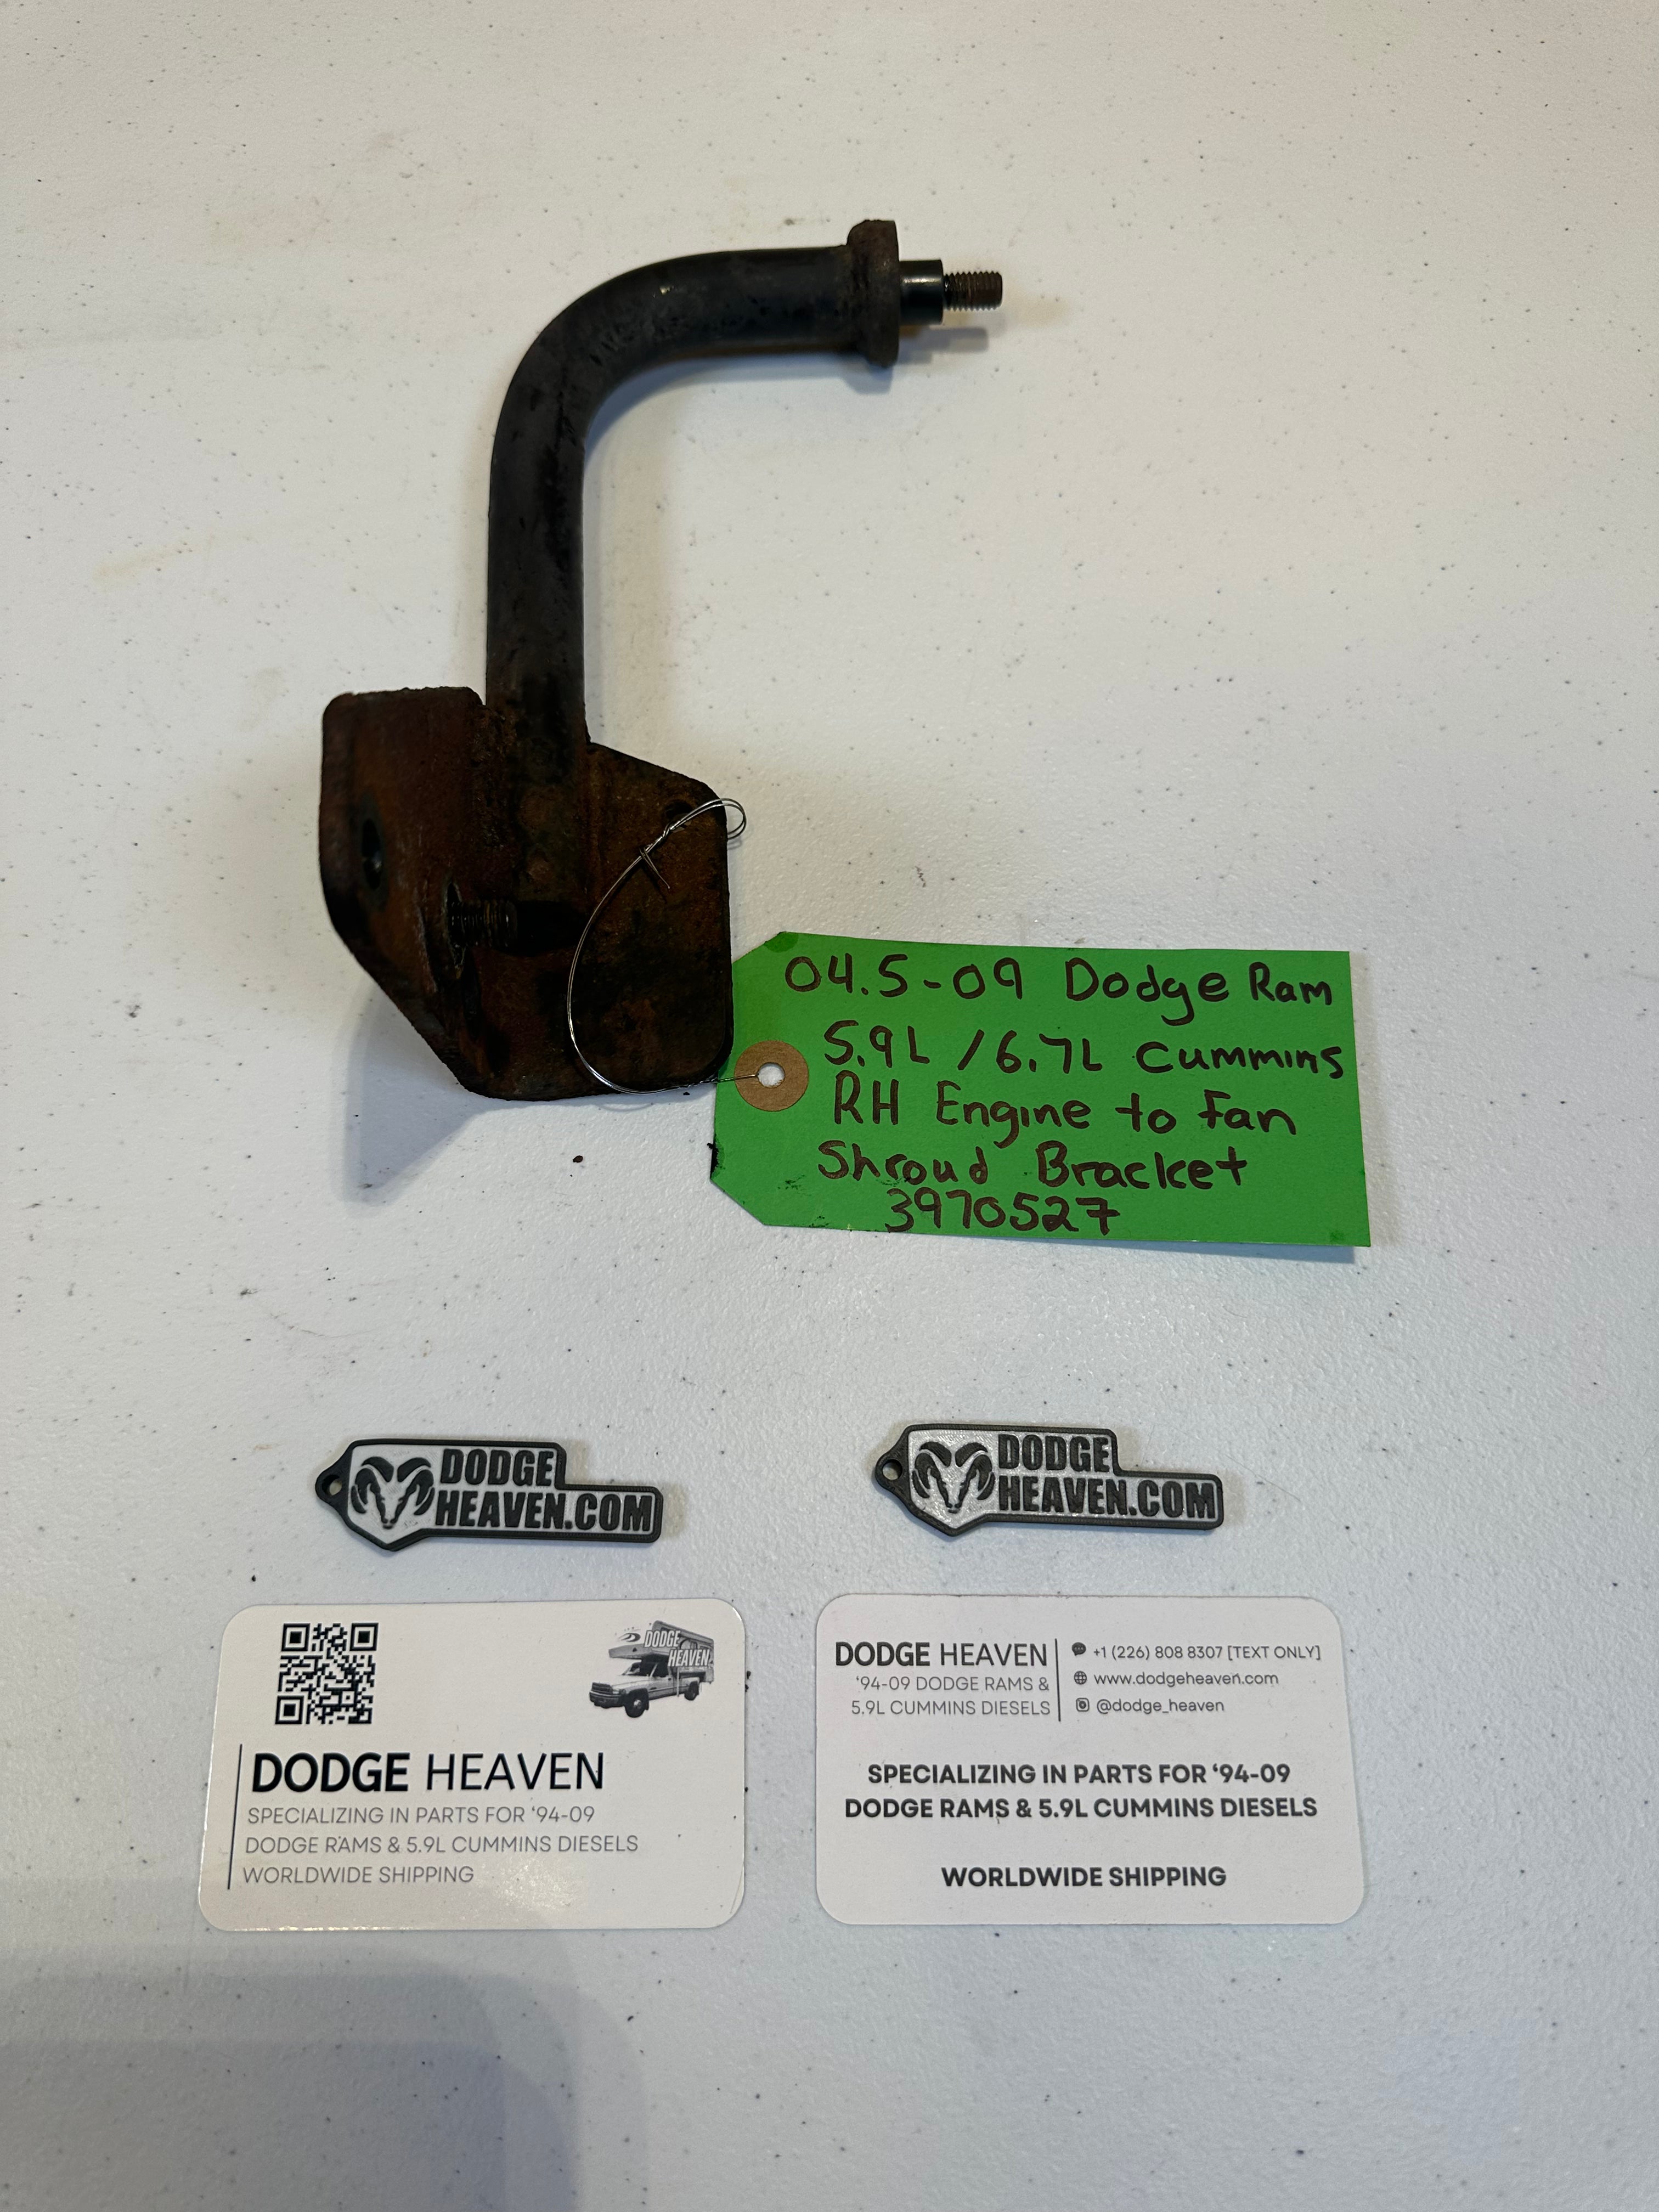 04.5-09 Dodge Ram
5.9L / 6.7L Cummins
RH Engine to Fan
Shroud Bracket
3970527
DODGE
HEAVEN.COM
DODGE
HEAVEN.COM
DODGE
HEAVEN
DODGE HEAVEN
SPECIALIZING IN PARTS FOR ‘94-09
DODGE RAMS & 5.9L CUMMINS DIESELS
WORLDWIDE SHIPPING
DODGE HEAVEN
‘94-09 DODGE RAMS &
5.9L CUMMINS DIESELS
+1 (226) 808 8307 [TEXT ONLY]
www.dodgeheaven.com
@dodge_heaven
SPECIALIZING IN PARTS FOR ‘94-09
DODGE RAMS & 5.9L CUMMINS DIESELS
WORLDWIDE SHIPPING